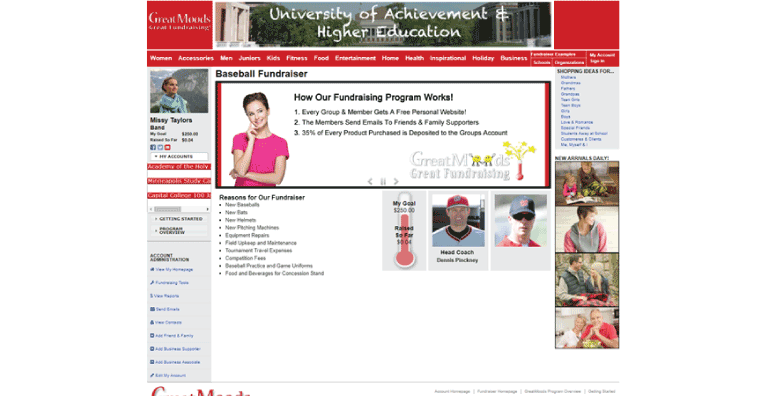 GreatMoods
Great Fundraising
University of Achievement &
Higher Education
Women Accessories Men Juniors Kids Fitness Food Entertainment Home Health Inspirational Holiday Business
Fundraiser Examples
Schools Organizations
My Account
Sign In
Missy Taylors
Band
My Goal $250.00
Raised So Far $0.04
MY ACCOUNTS
Academy of the Holy
Minneapolis Study Ca
Capital College 100 S
GETTING STARTED
PROGRAM
OVERVIEW
ACCOUNT
ADMINISTRATION
View My Homepage
Fundraising Tools
View Reports
Send Emails
View Contacts
Add Friend & Family
Add Business Supporter
Add Business Associate
Edit My Account
Baseball Fundraiser
How Our Fundraising Program Works!
1. Every Group & Member Gets A Free Personal Website!
2. The Members Send Emails To Friends & Family Supporters
3. 35% of Every Product Purchased is Deposited to the Groups Account
GreatMoods
Great Fundraising
Reasons for Our Fundraiser
New Baseballs
New Bats
New Helmets
New Pitching Machines
Equipment Repairs
Field Upkeep and Maintenance
Tournament Travel Expenses
Competition Fees
Baseball Practice and Game Uniforms
Food and Beverages for Concession Stand
My Goal
$250.00
Raised
So Far
$0.04
Head Coach
Dennis Pinckney
SHOPPING IDEAS FOR...
Mothers
Grandmas
Fathers
Grandpas
Teen Girls
Teen Boys
Girls
Boys
Love & Romance
Special Friends
Students Away at School
Customers & Clients
Me, Myself & I
NEW ARRIVALS DAILY!
GreatMoods
Account Homepage | Fundraiser Homepage | GreatMoods Program Overview | Getting Started